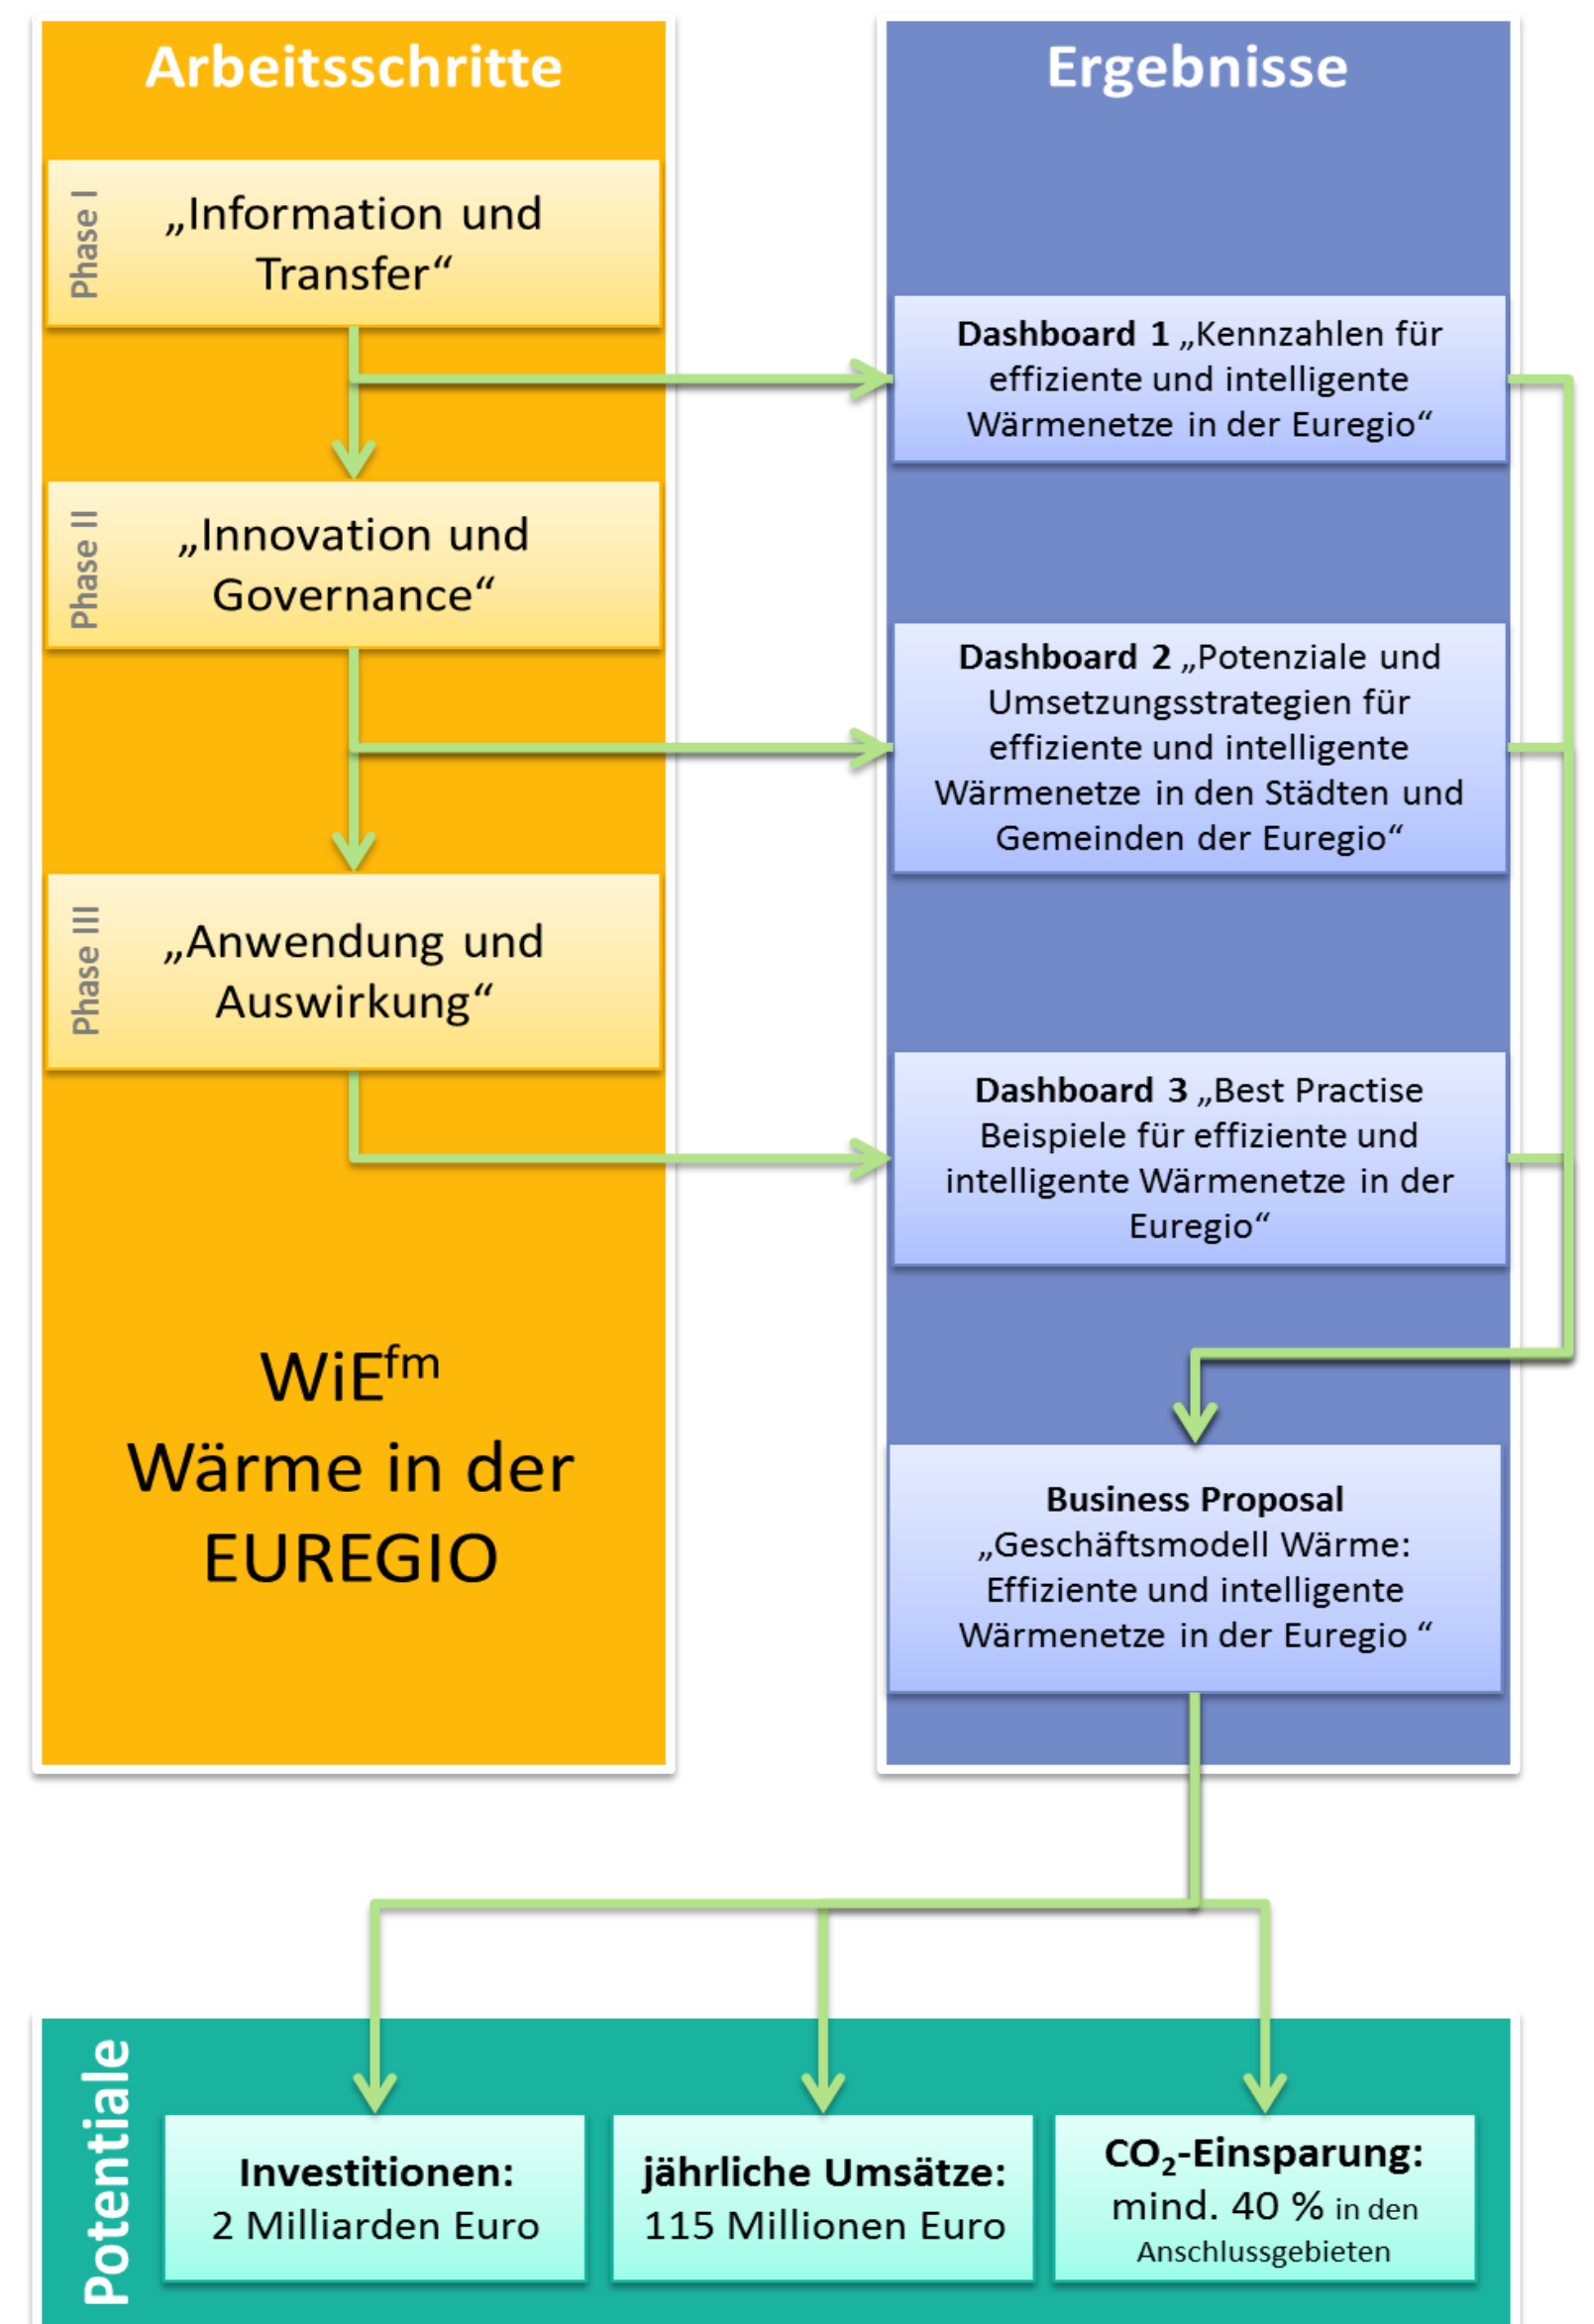 Arbeitsschritte
Phase I
„Information und
Transfer“
Phase II
„Innovation und
Governance“
Phase III
„Anwendung und
Auswirkung“
WiEfm
Wärme in der
EUREGIO
Ergebnisse
Dashboard 1 „Kennzahlen für
effiziente und intelligente
Wärmenetze in der Euregio“
Dashboard 2 „Potenziale und
Umsetzungsstrategien für
effiziente und intelligente
Wärmenetze in den Städten und
Gemeinden der Euregio“
Dashboard 3 „Best Practise
Beispiele für effiziente und
intelligente Wärmenetze in der
Euregio“
Business Proposal
„Geschäftsmodell Wärme:
Effiziente und intelligente
Wärmenetze in der Euregio “
Potentiale
Investitionen:
2 Milliarden Euro
jährliche Umsätze:
115 Millionen Euro
CO₂-Einsparung:
mind. 40 % in den
Anschlussgebieten